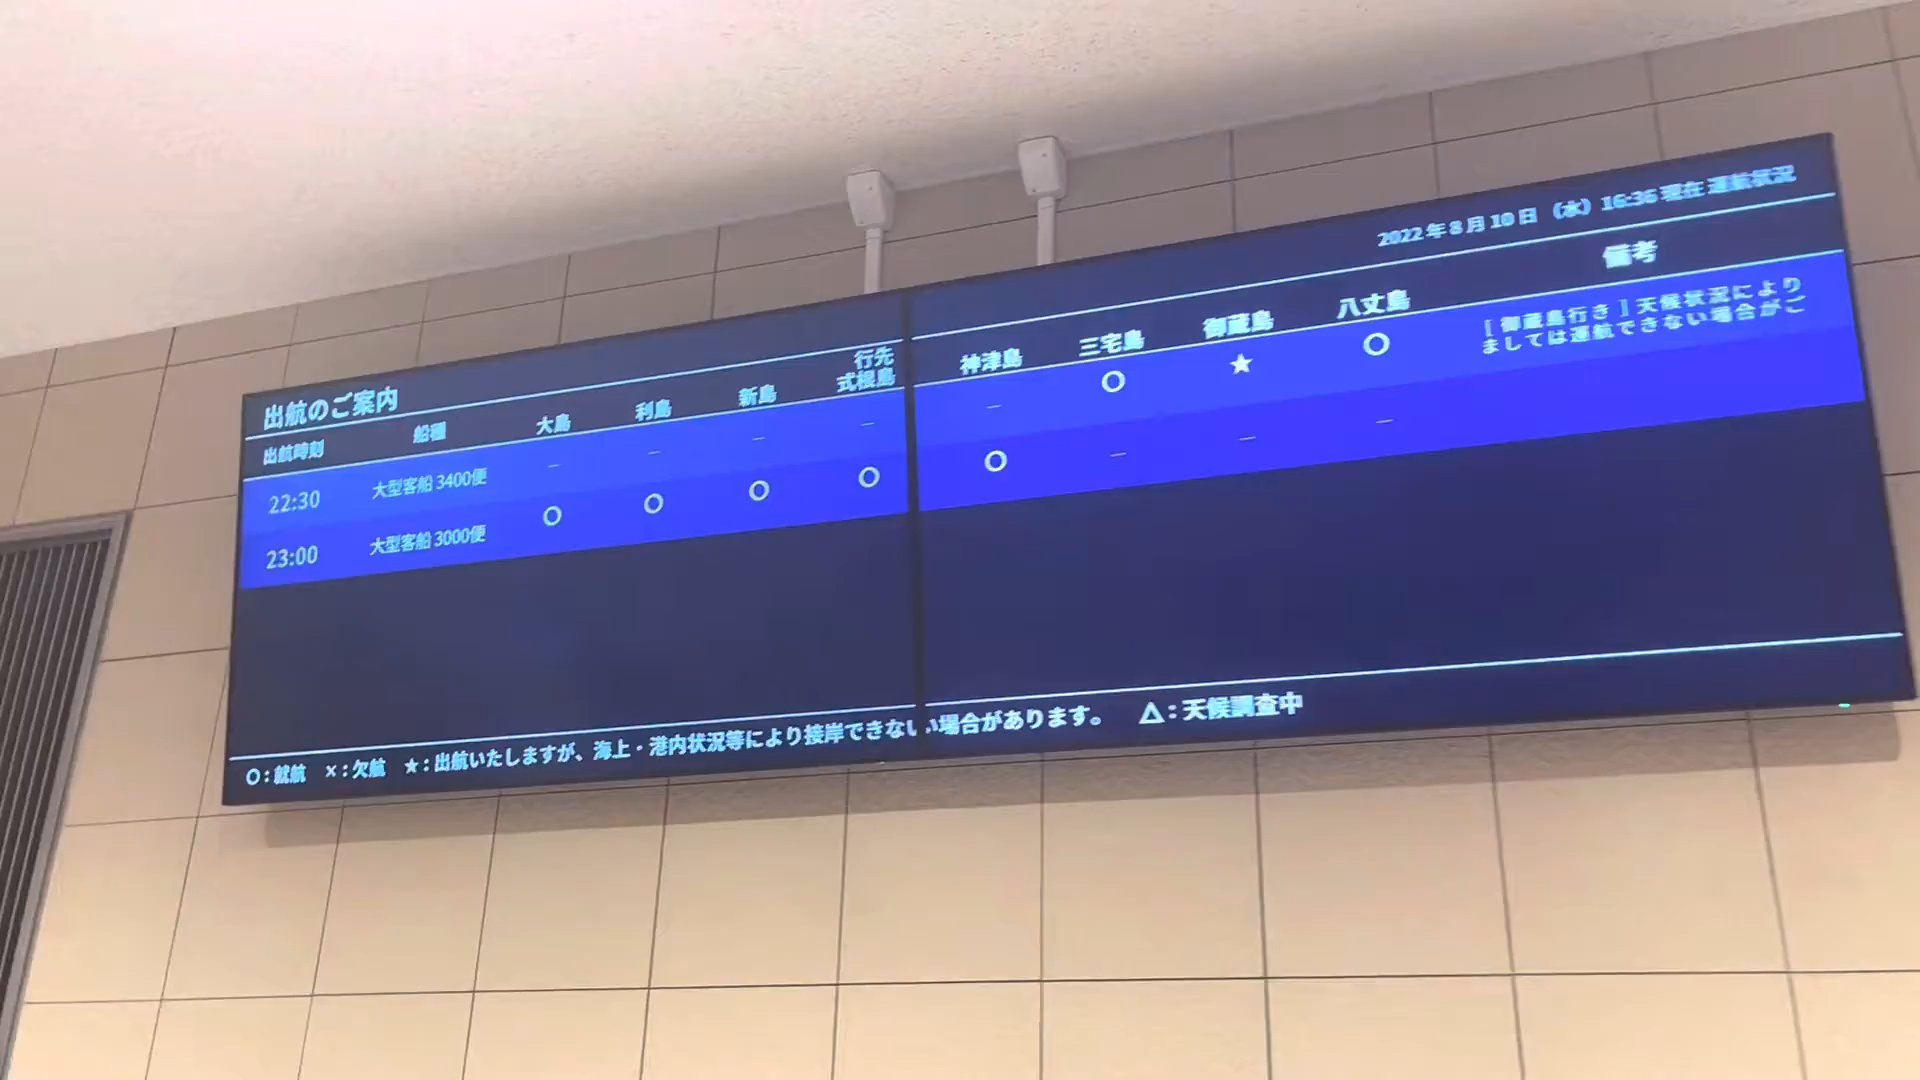 2022年8月10日（水）16:36 現在 運航状況
出航のご案内
行先
出航時刻 船種 大島 利島 新島 式根島 神津島 三宅島 御蔵島 八丈島 備考
22:30 大型客船 3400便 － － － － － ○ ★ ○ [御蔵島行き]天候状況により
ましては運航できない場合がご
23:00 大型客船 3000便 ○ ○ ○ ○ ○ － － －
○：就航 ×：欠航 ★：出航いたしますが、海上・港内状況等により接岸できない場合があります。 △：天候調査中